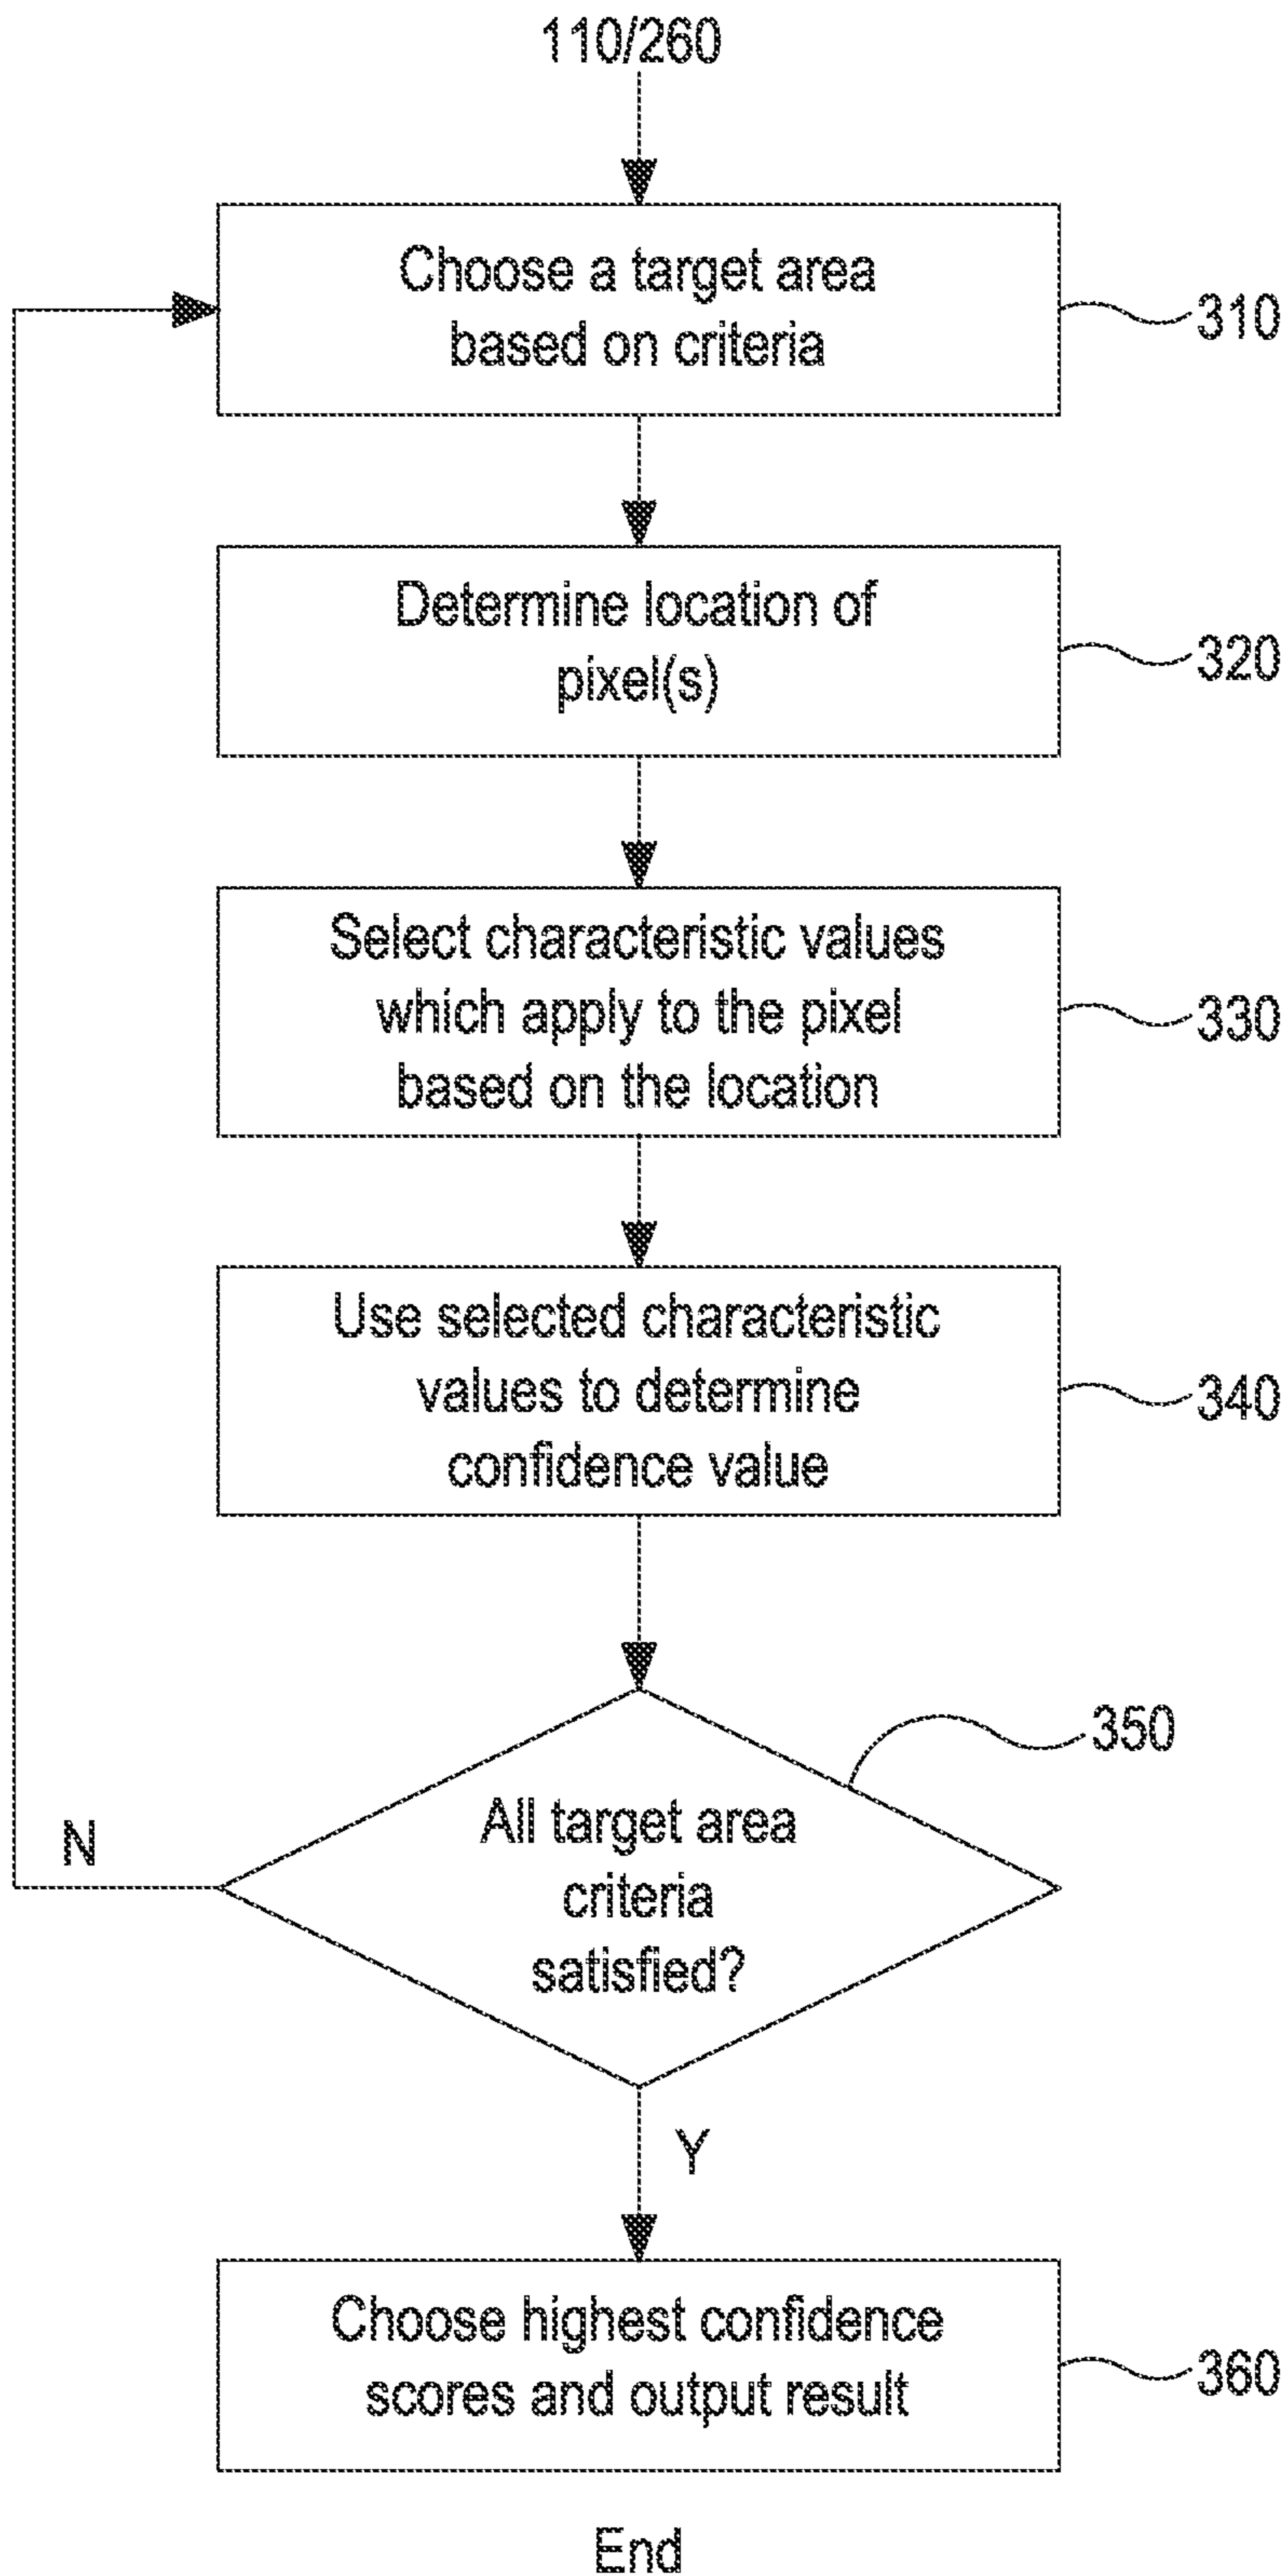 110/260
Choose a target area
based on criteria
310
Determine location of
pixel(s)
320
Select characteristic values
which apply to the pixel
based on the location
330
Use selected characteristic
values to determine
confidence value
340
350
All target area
criteria
satisfied?
N
Y
Choose highest confidence
scores and output result
360
End